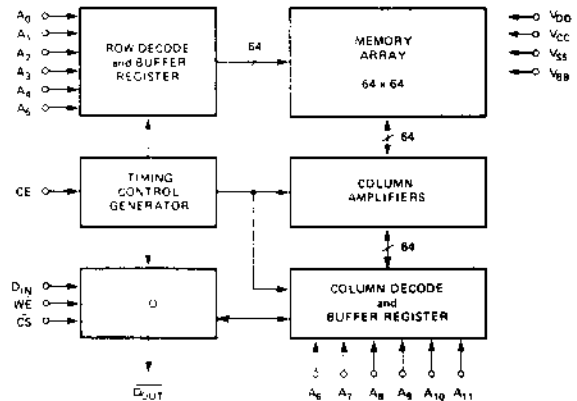 A0
A1
A2
A3
A4
A5
ROW DECODE
and BUFFER
REGISTER
64
MEMORY
ARRAY
64 x 64
VDD
VCC
VSS
VBB
64
CE
TIMING
CONTROL
GENERATOR
COLUMN
AMPLIFIERS
64
DIN
WE
CS
O
COLUMN DECODE
and
BUFFER REGISTER
DOUT
A6
A7
A8
A9
A10
A11